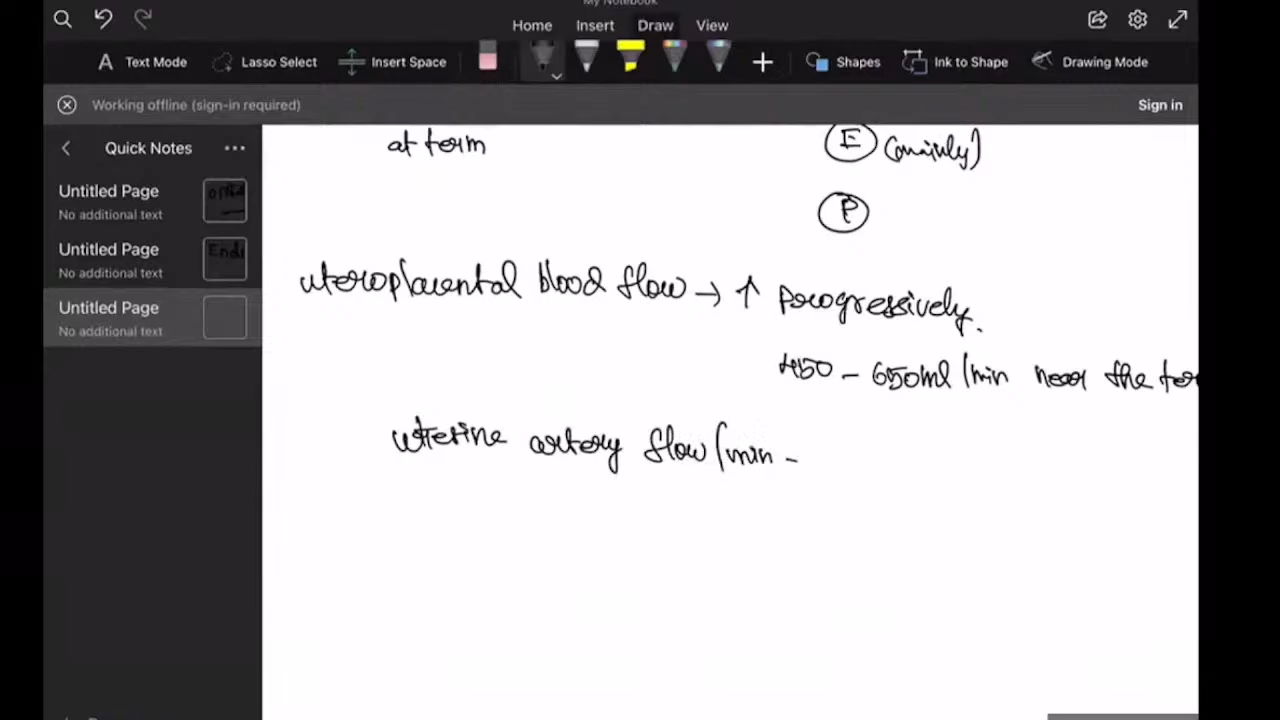 My Notebook
Home Insert Draw View
Text Mode Lasso Select Insert Space Shapes Ink to Shape Drawing Mode
Working offline (sign-in required) Sign in
Quick Notes
Untitled Page
No additional text
Untitled Page
No additional text
Untitled Page
No additional text
at term E (mainly)
P
uteroplacental blood flow → ↑ progressively.
450 - 650ml/min near the ter
uterine artery flow/min -